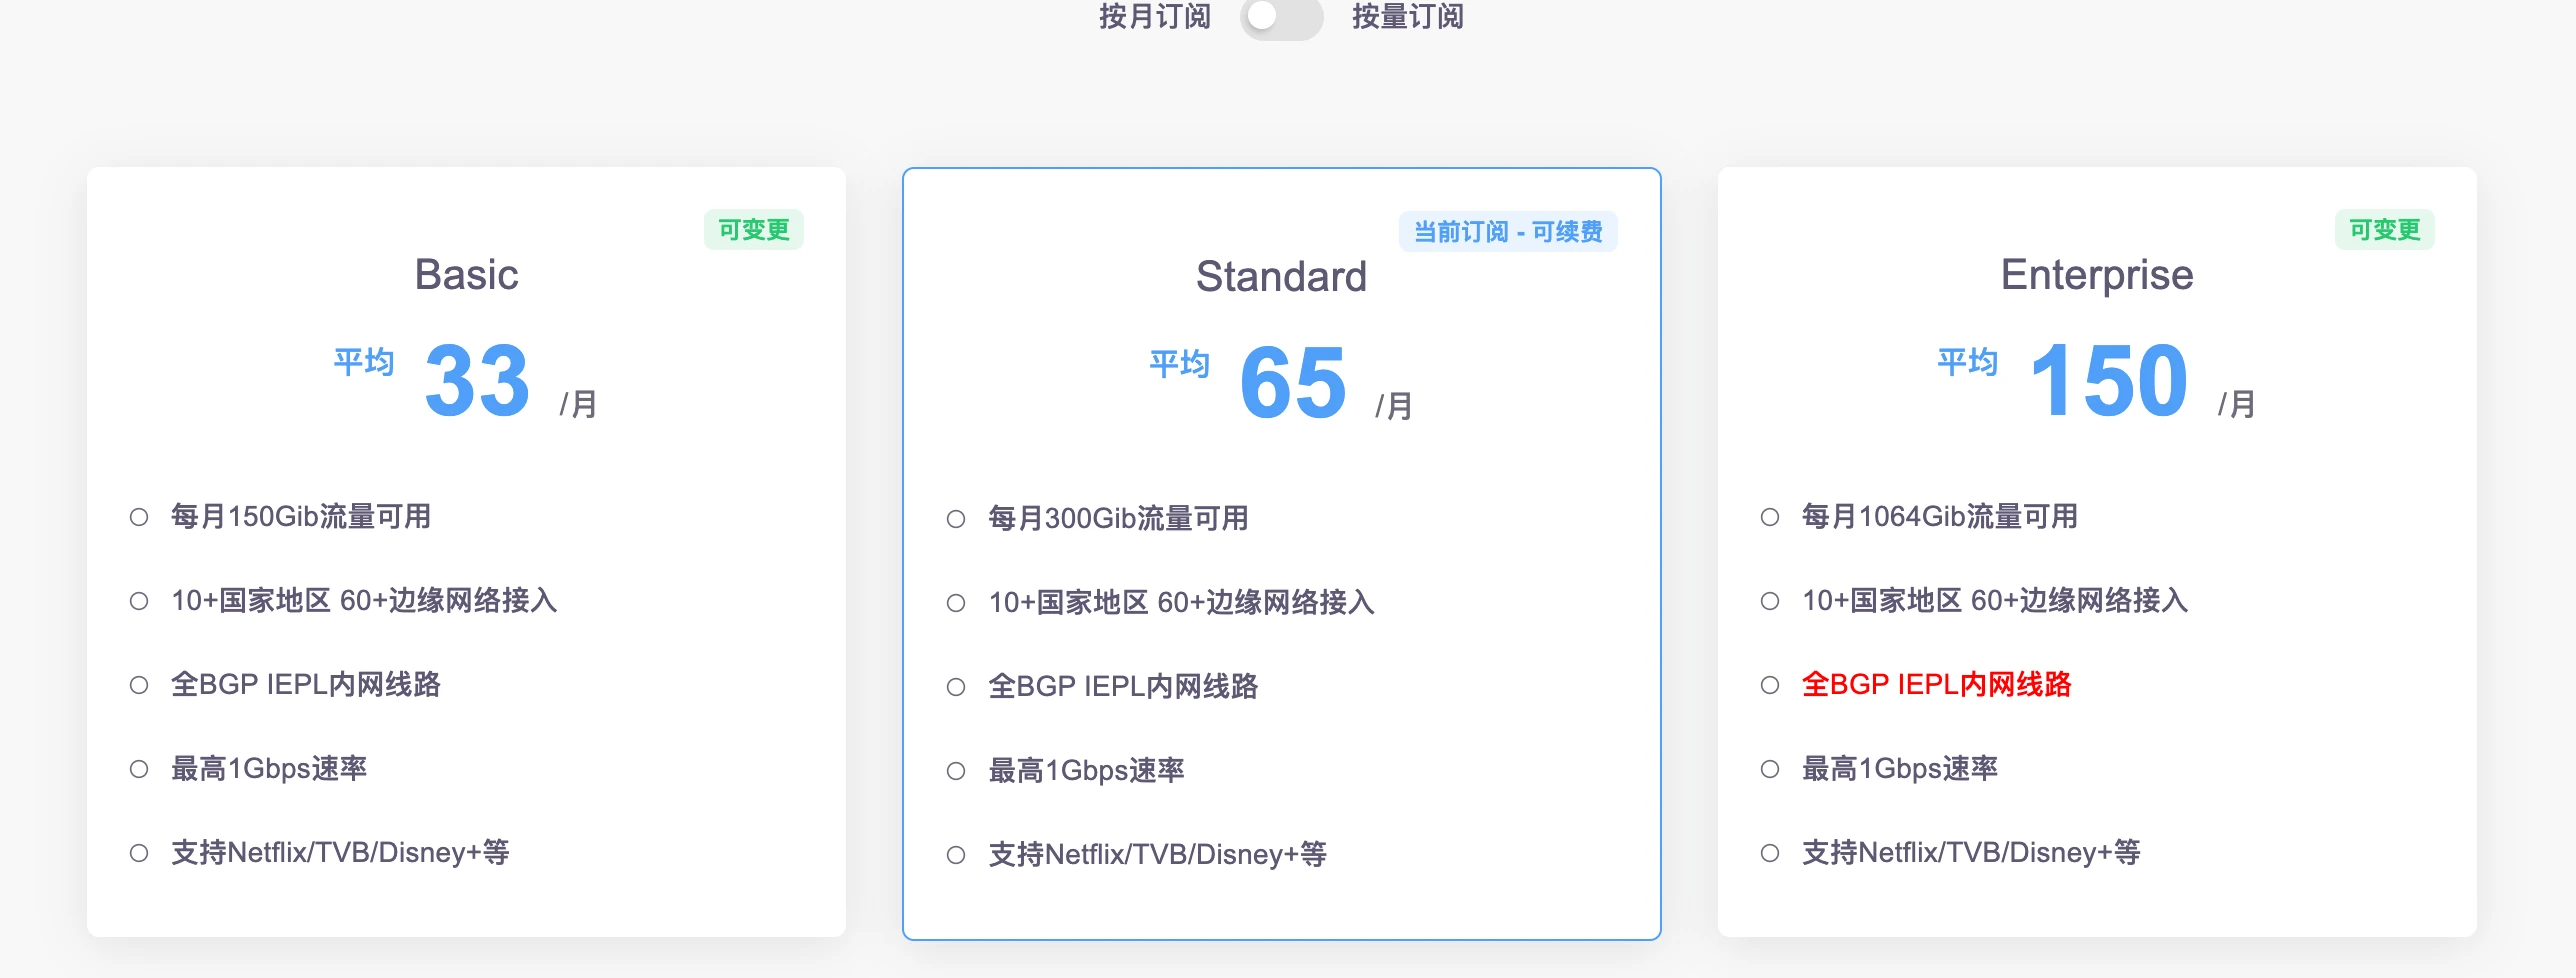 按月订阅 按量订阅
可变更
Basic
平均 33 /月
每月150Gib流量可用
10+国家地区 60+边缘网络接入
全BGP IEPL内网线路
最高1Gbps速率
支持Netflix/TVB/Disney+等
当前订阅 - 可续费
Standard
平均 65 /月
每月300Gib流量可用
10+国家地区 60+边缘网络接入
全BGP IEPL内网线路
最高1Gbps速率
支持Netflix/TVB/Disney+等
可变更
Enterprise
平均 150 /月
每月1064Gib流量可用
10+国家地区 60+边缘网络接入
全BGP IEPL内网线路
最高1Gbps速率
支持Netflix/TVB/Disney+等